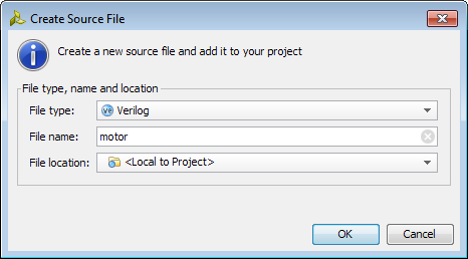 Create Source File
Create a new source file and add it to your project
File type, name and location
File type: Verilog
File name: motor
File location: <Local to Project>
OK Cancel